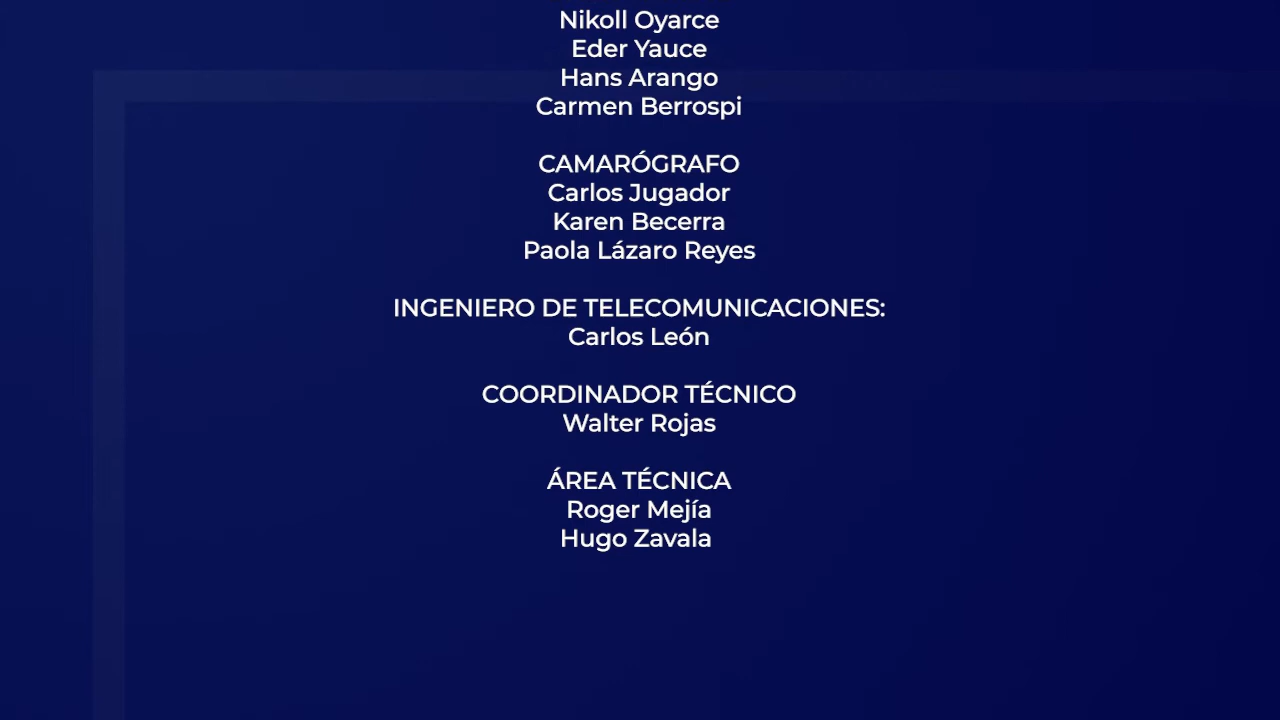 Nikoll Oyarce
Eder Yauce
Hans Arango
Carmen Berrospi
CAMARÓGRAFO
Carlos Jugador
Karen Becerra
Paola Lázaro Reyes
INGENIERO DE TELECOMUNICACIONES:
Carlos León
COORDINADOR TÉCNICO
Walter Rojas
ÁREA TÉCNICA
Roger Mejía
Hugo Zavala